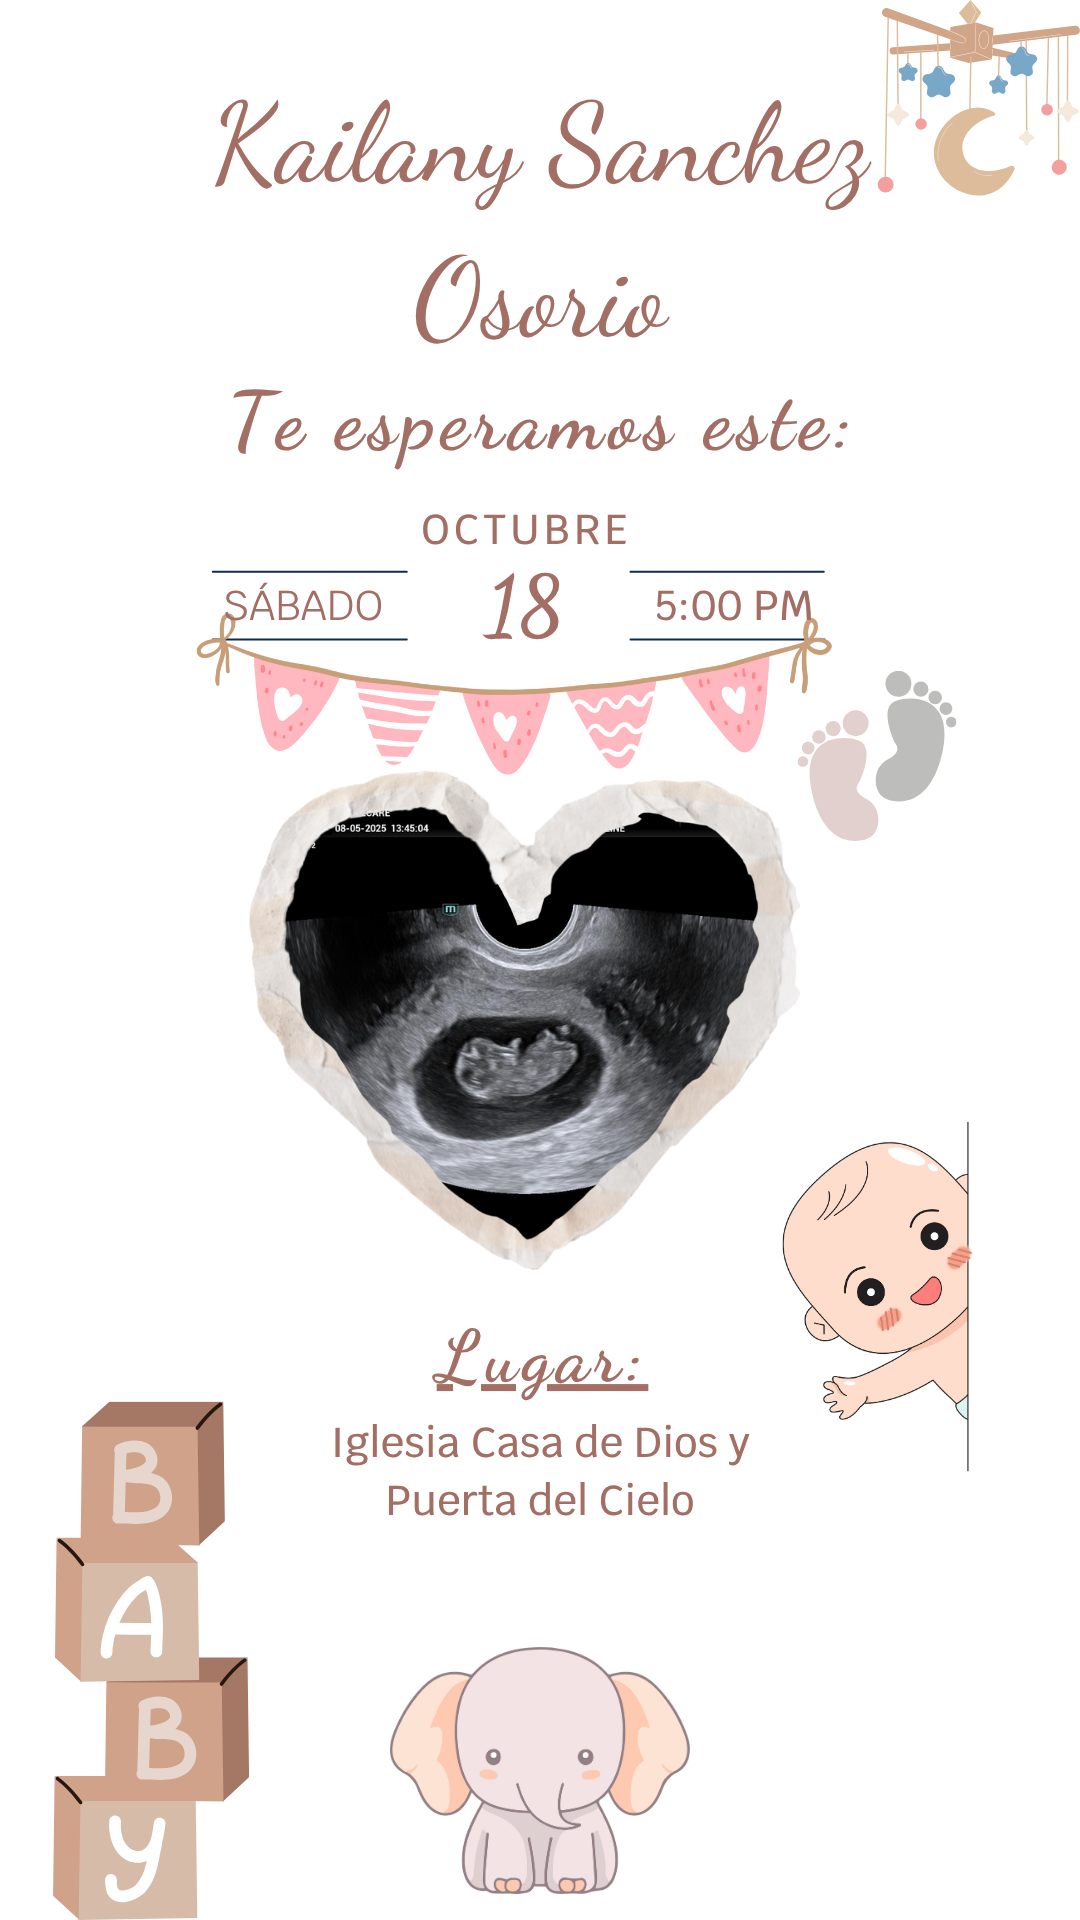 Kailany Sanchez
Osorio
Te esperamos este:
OCTUBRE
SÁBADO 18 5:00 PM
08-05-2025 13:45:04
m
Lugar:
Iglesia Casa de Dios y
Puerta del Cielo
B
A
B
y